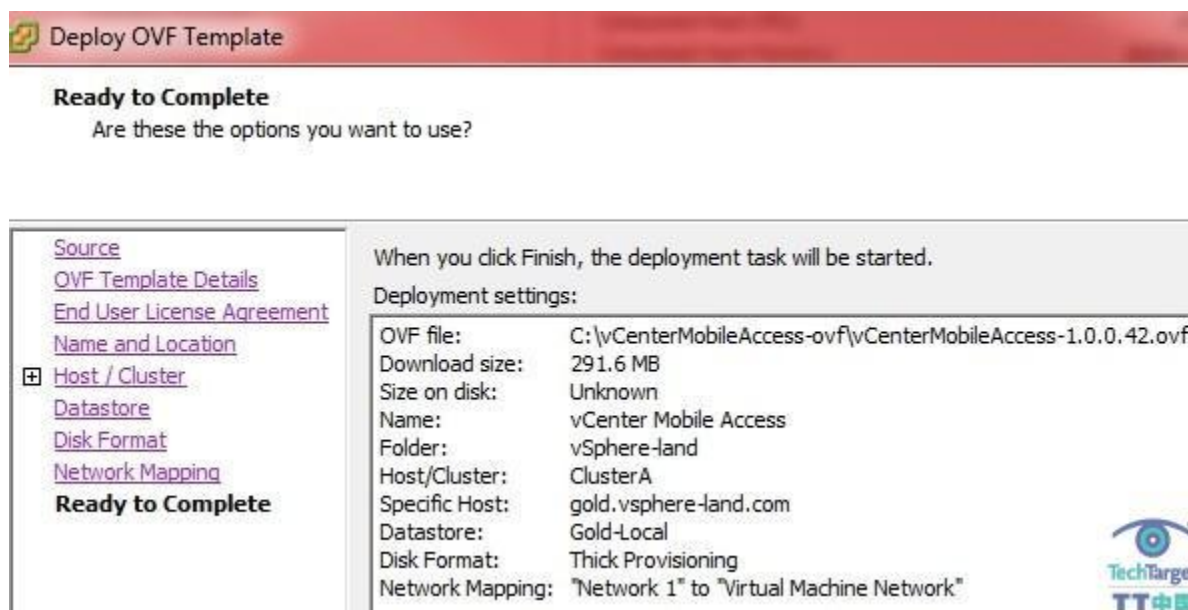 Deploy OVF Template
Ready to Complete
Are these the options you want to use?
Source
OVF Template Details
End User License Agreement
Name and Location
Host / Cluster
Datastore
Disk Format
Network Mapping
Ready to Complete
When you click Finish, the deployment task will be started.
Deployment settings:
OVF file: C:\vCenterMobileAccess-ovf\vCenterMobileAccess-1.0.0.42.ovf
Download size: 291.6 MB
Size on disk: Unknown
Name: vCenter Mobile Access
Folder: vSphere-land
Host/Cluster: ClusterA
Specific Host: gold.vsphere-land.com
Datastore: Gold-Local
Disk Format: Thick Provisioning
Network Mapping: "Network 1" to "Virtual Machine Network"
TechTarge
TT中国